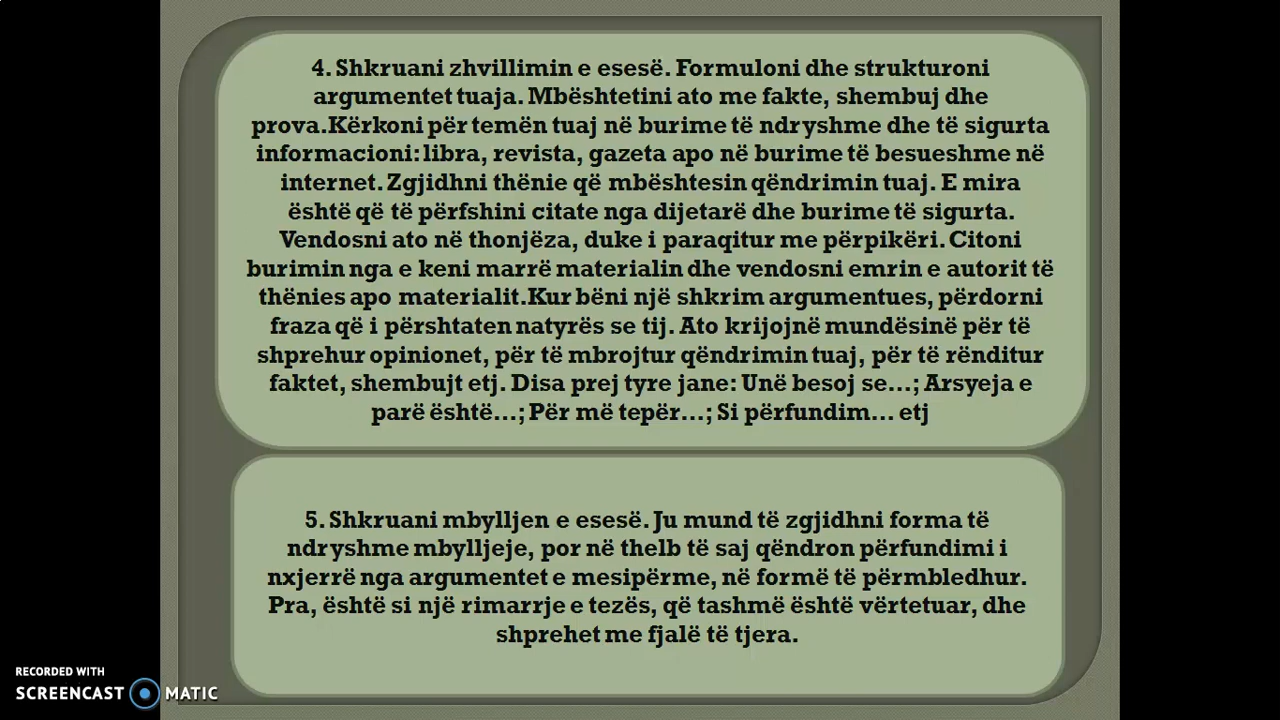 4. Shkruani zhvillimin e esesë. Formuloni dhe strukturoni
argumentet tuaja. Mbështetini ato me fakte, shembuj dhe
prova.Kërkoni për temën tuaj në burime të ndryshme dhe të sigurta
informacioni: libra, revista, gazeta apo në burime të besueshme në
internet. Zgjidhni thënie që mbështesin qëndrimin tuaj. E mira
është që të përfshini citate nga dijetarë dhe burime të sigurta.
Vendosni ato në thonjëza, duke i paraqitur me përpikëri. Citoni
burimin nga e keni marrë materialin dhe vendosni emrin e autorit të
thënies apo materialit.Kur bëni një shkrim argumentues, përdorni
fraza që i përshtaten natyrës se tij. Ato krijojnë mundësinë për të
shprehur opinionet, për të mbrojtur qëndrimin tuaj, për të rënditur
faktet, shembujt etj. Disa prej tyre jane: Unë besoj se...; Arsyeja e
parë është...; Për më tepër...; Si përfundim... etj
5. Shkruani mbylljen e esesë. Ju mund të zgjidhni forma të
ndryshme mbylljeje, por në thelb të saj qëndron përfundimi i
nxjerrë nga argumentet e mesipërme, në formë të përmbledhur.
Pra, është si një rimarrje e tezës, që tashmë është vërtetuar, dhe
shprehet me fjalë të tjera.
RECORDED WITH
SCREENCAST MATIC